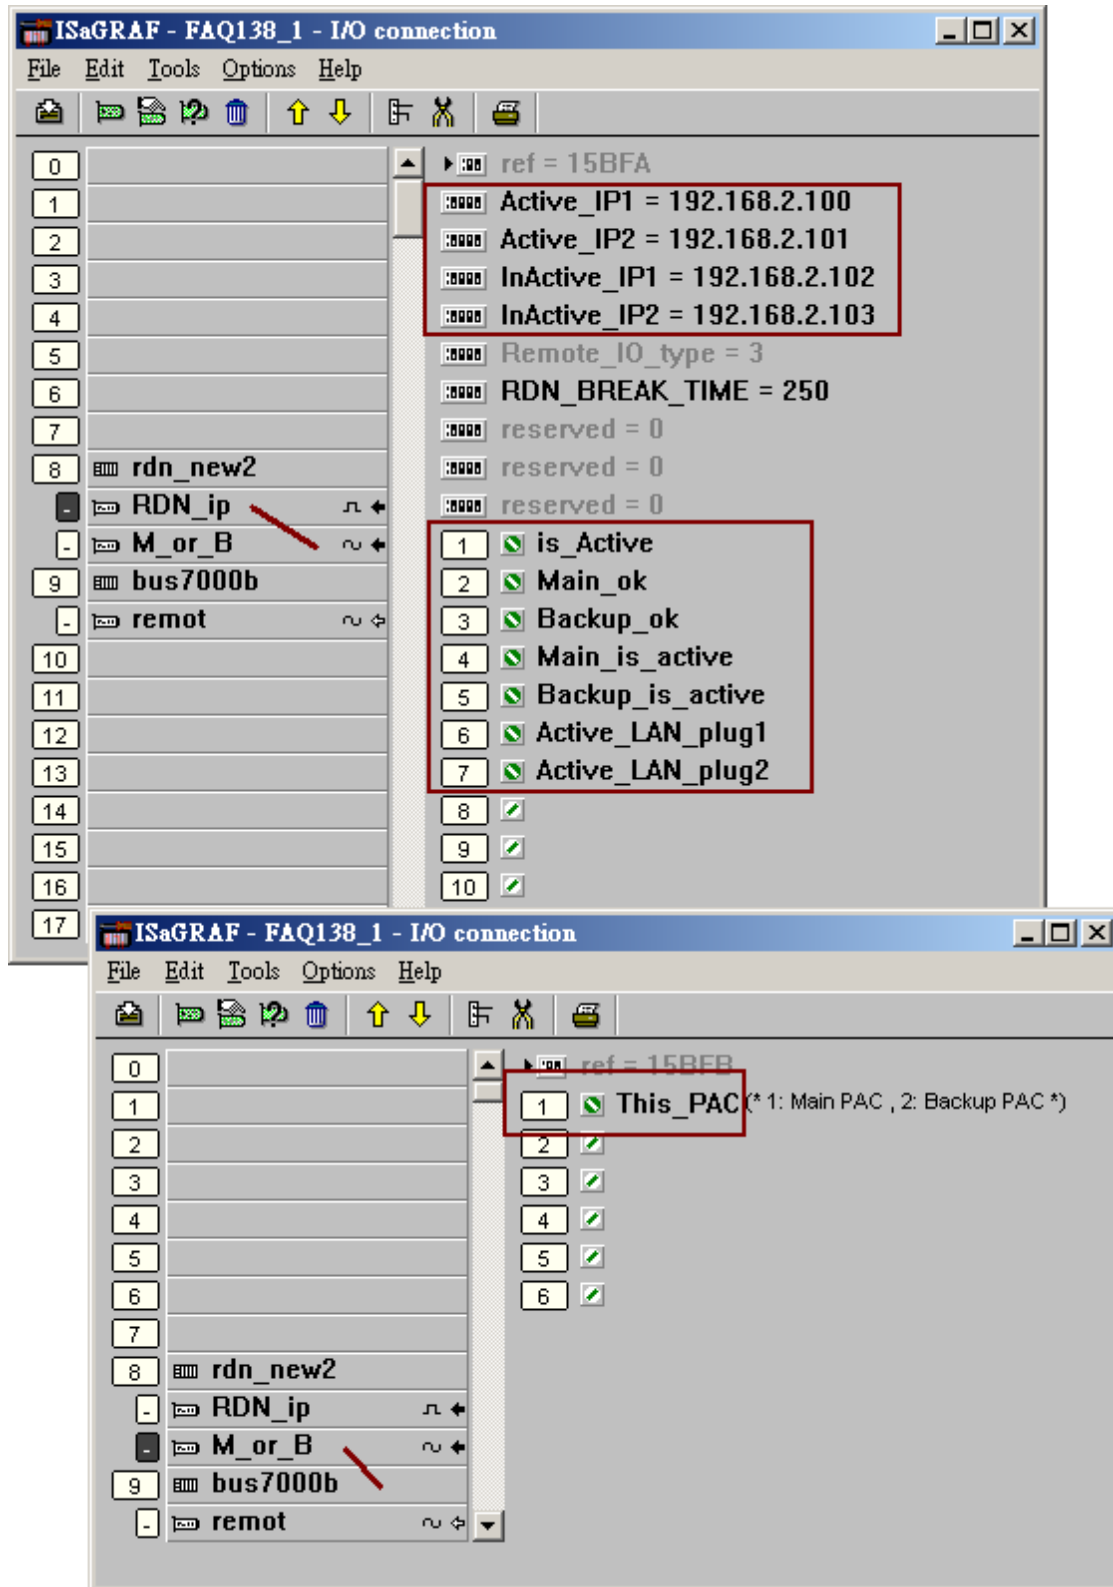 ISaGRAF - FAQ138_1 - I/O connection
File Edit Tools Options Help
0
1
2
3
4
5
6
7
8 rdn_new2
- RDN_ip
- M_or_B
9 bus7000b
- remot
10
11
12
13
14
15
16
17
ref = 15BFA
Active_IP1 = 192.168.2.100
Active_IP2 = 192.168.2.101
InActive_IP1 = 192.168.2.102
InActive_IP2 = 192.168.2.103
Remote_IO_type = 3
RDN_BREAK_TIME = 250
reserved = 0
reserved = 0
reserved = 0
1 is_Active
2 Main_ok
3 Backup_ok
4 Main_is_active
5 Backup_is_active
6 Active_LAN_plug1
7 Active_LAN_plug2
8
9
10
ISaGRAF - FAQ138_1 - I/O connection
File Edit Tools Options Help
0
1
2
3
4
5
6
7
8 rdn_new2
- RDN_ip
- M_or_B
9 bus7000b
- remot
ref = 15BFB
1 This_PAC (* 1: Main PAC , 2: Backup PAC *)
2
3
4
5
6